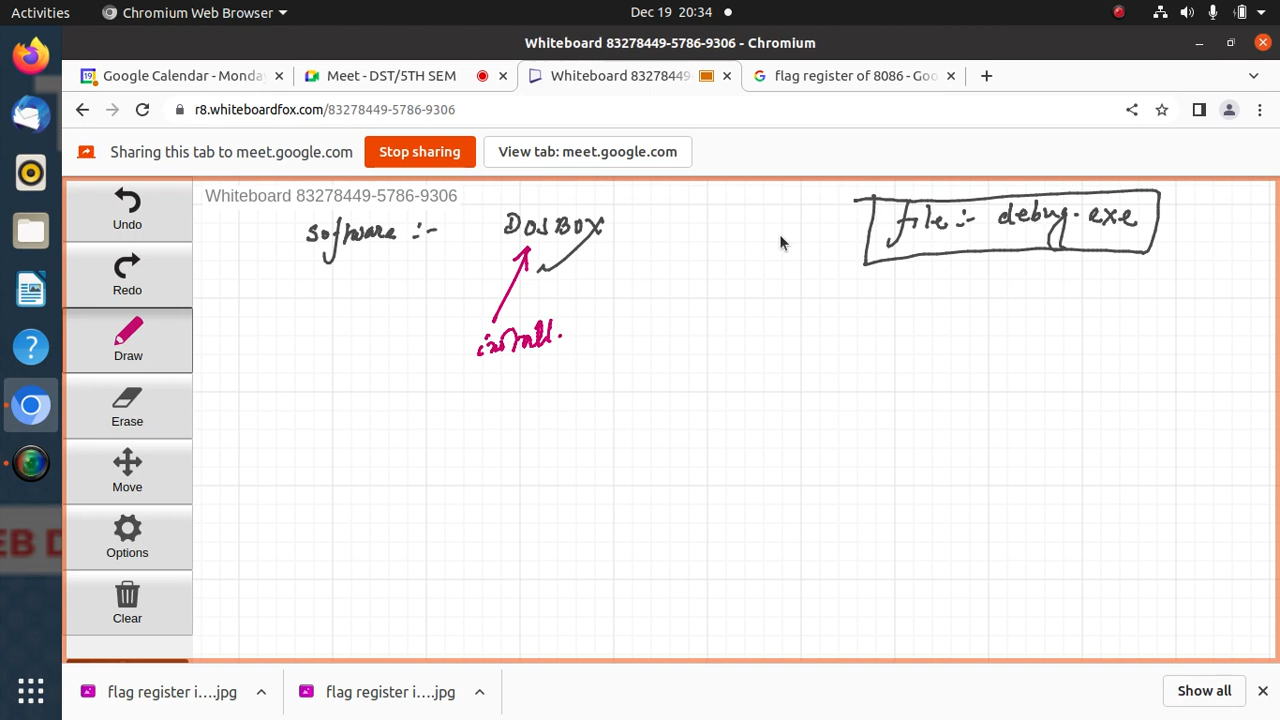 Activities Chromium Web Browser Dec 19 20:34
Whiteboard 83278449-5786-9306 - Chromium
Google Calendar - Monda Meet - DST/5TH SEM Whiteboard 83278449 flag register of 8086 - Goo
r8.whiteboardfox.com/83278449-5786-9306
Sharing this tab to meet.google.com Stop sharing View tab: meet.google.com
Whiteboard 83278449-5786-9306
Undo
software :- DOSBOX file :- debug.exe
Redo
install.
Draw
Erase
Move
Options
EB D
Clear
flag register i....jpg flag register i....jpg Show all